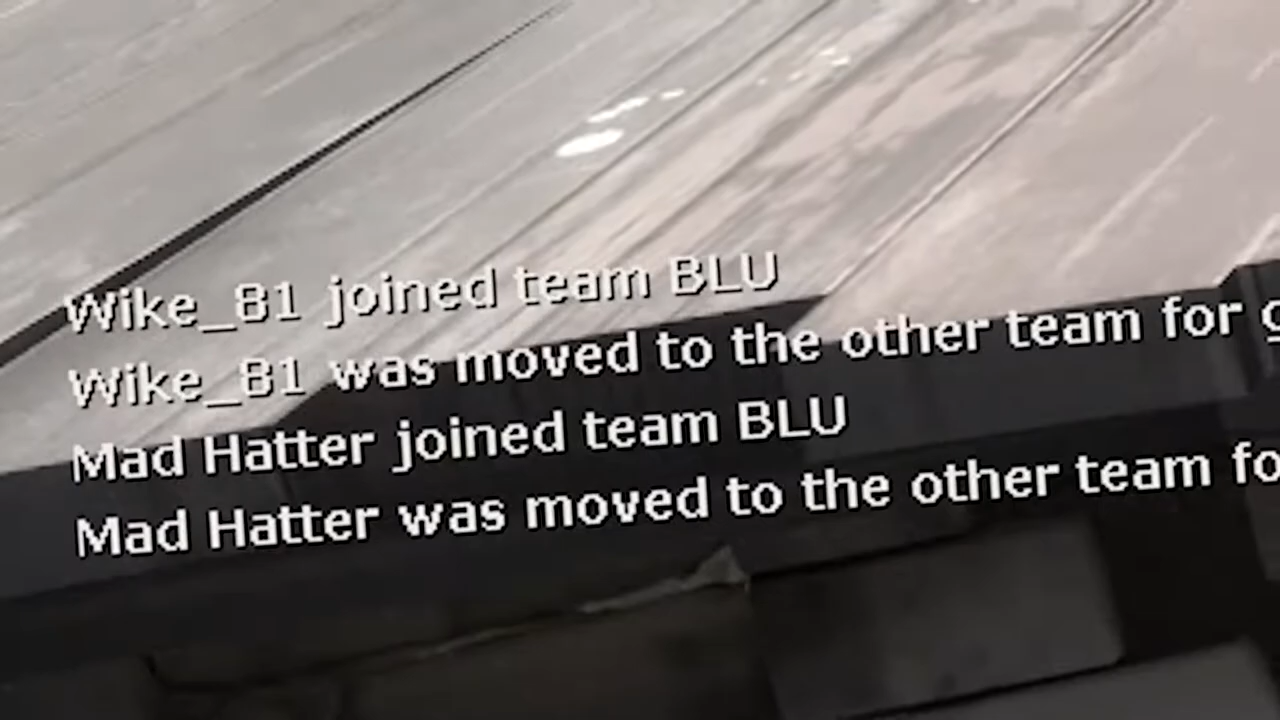 Wike_81 joined team BLU
Wike_81 was moved to the other team for
Mad Hatter joined team BLU
Mad Hatter was moved to the other team